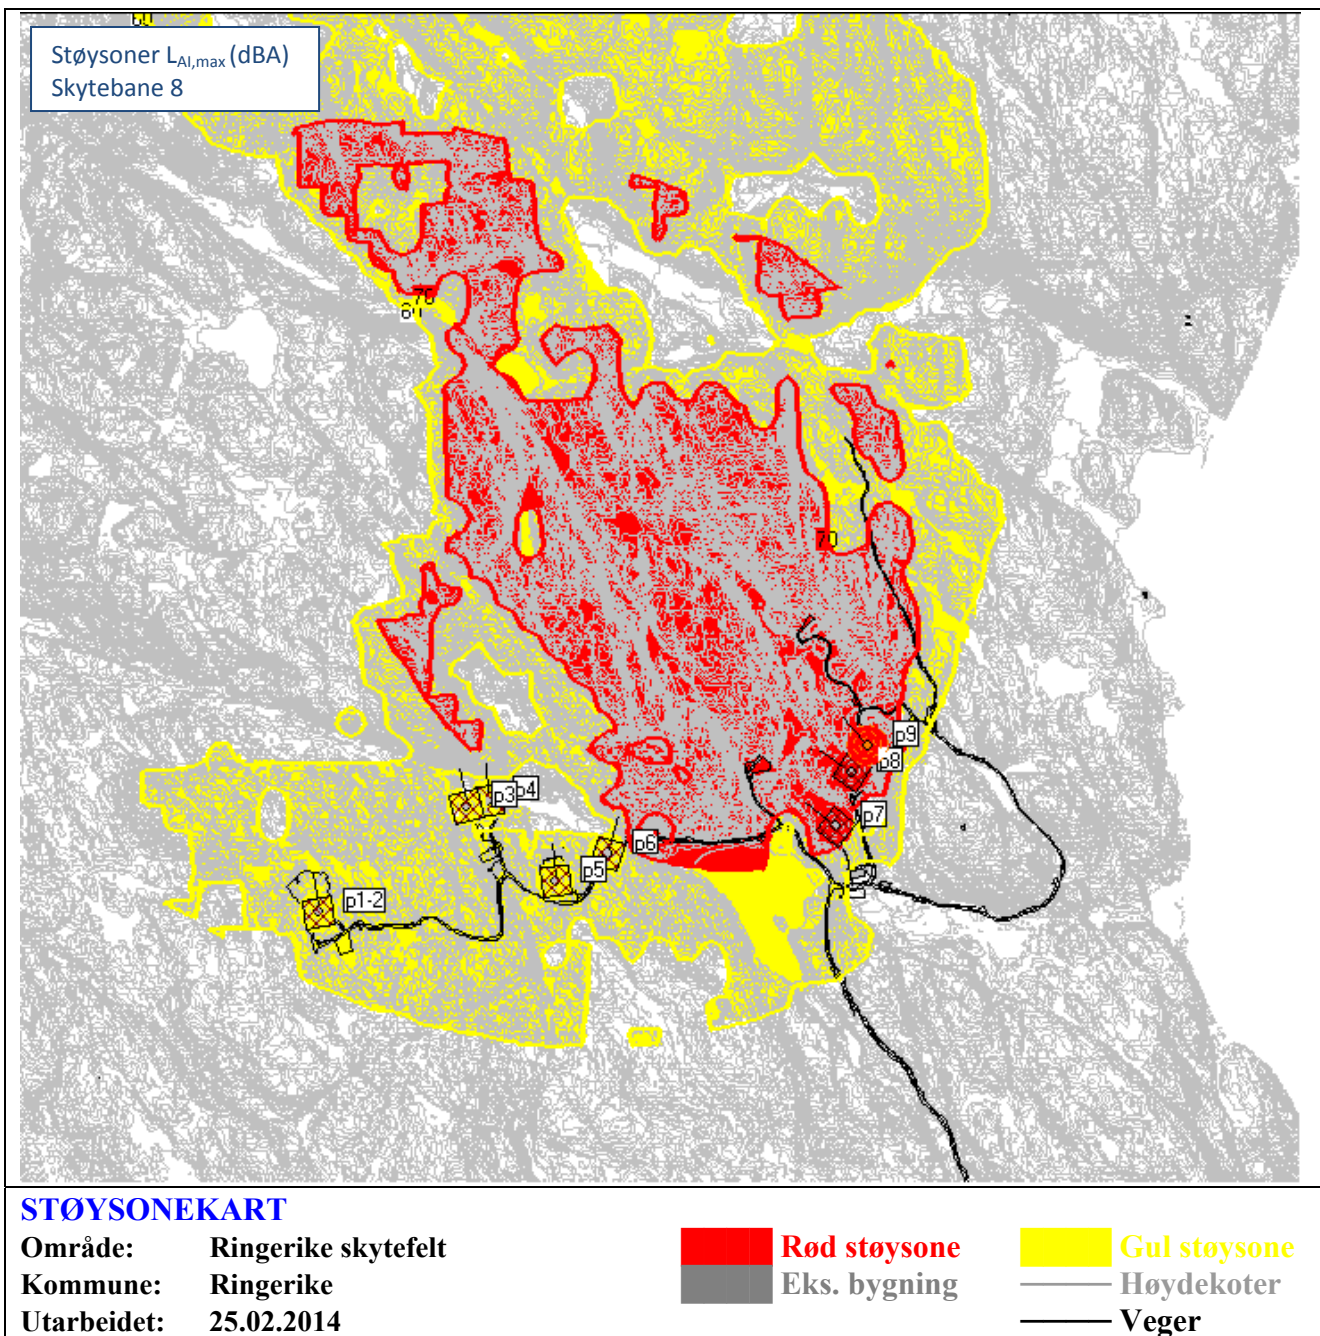 60
Støysoner LAI,max (dBA)
Skytebane 8
70
70
p9
p8
p7
p3
p4
p6
p5
p1-2
STØYSONEKART
Område: Ringerike skytefelt
Kommune: Ringerike
Utarbeidet: 25.02.2014
Rød støysone
Eks. bygning
Gul støysone
Høydekoter
Veger